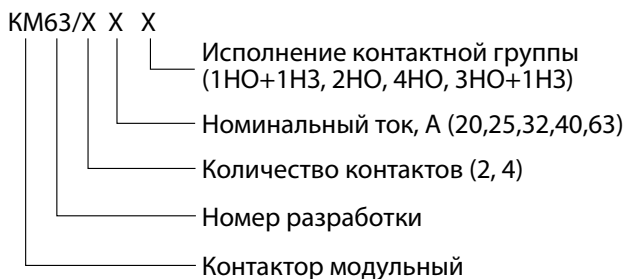 КМ63/Х Х Х
Исполнение контактной группы
(1НО+1НЗ, 2НО, 4НО, 3НО+1НЗ)
Номинальный ток, А (20,25,32,40,63)
Количество контактов (2, 4)
Номер разработки
Контактор модульный